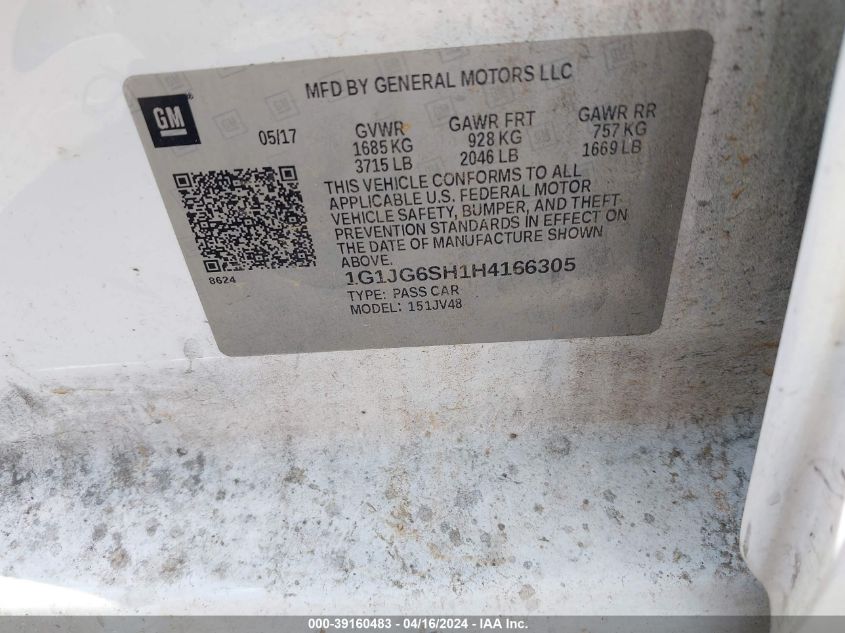 MFD BY GENERAL MOTORS LLC
GM
05/17
GVWR GAWR FRT GAWR RR
1685 KG 928 KG 757 KG
3715 LB 2046 LB 1669 LB
THIS VEHICLE CONFORMS TO ALL
APPLICABLE U.S. FEDERAL MOTOR
VEHICLE SAFETY, BUMPER, AND THEFT
PREVENTION STANDARDS IN EFFECT ON
THE DATE OF MANUFACTURE SHOWN
ABOVE.
8624
1G1JG6SH1H4166305
TYPE: PASS CAR
MODEL: 151JV48
000-39160483 - 04/16/2024 - IAA Inc.